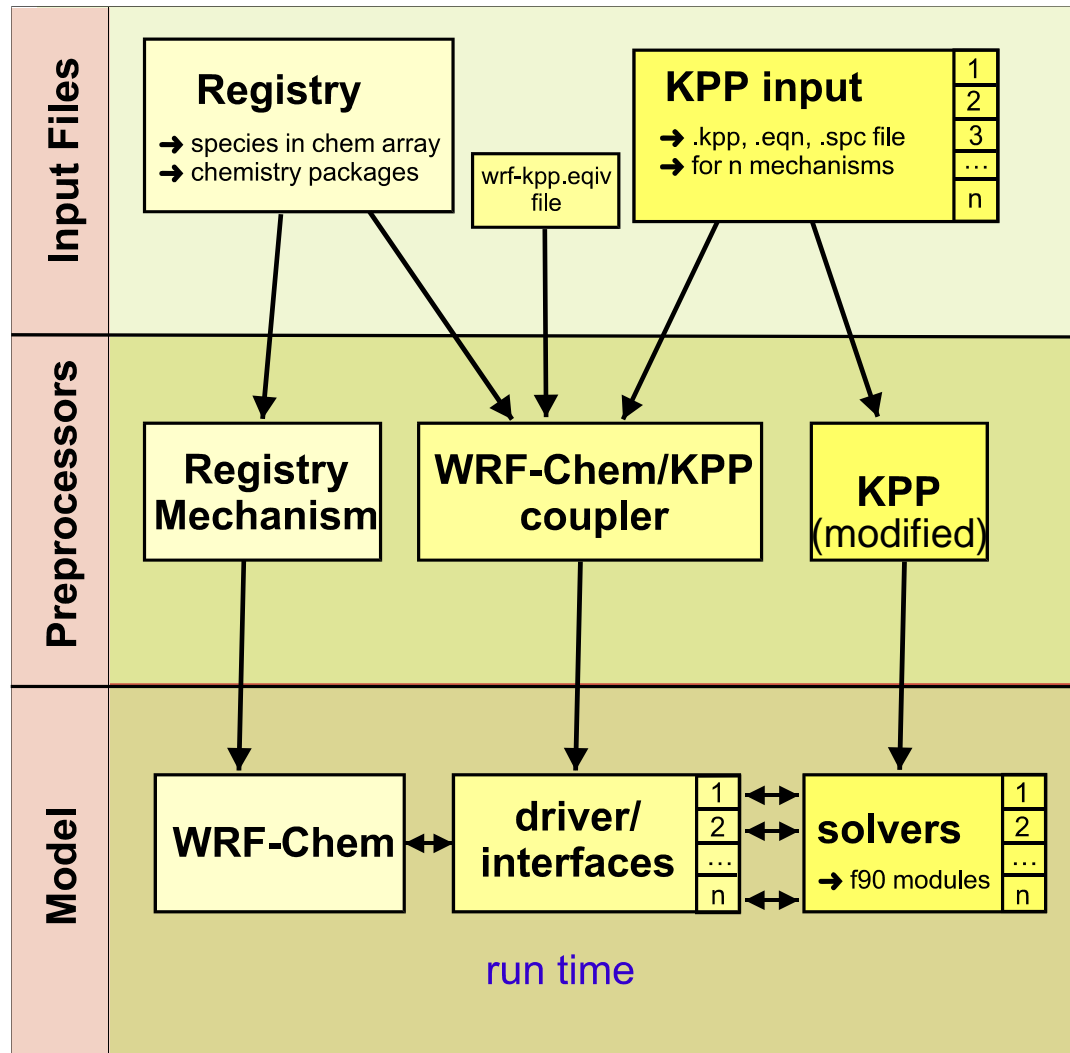 Input Files
Registry
➜ species in chem array
➜ chemistry packages
wrf-kpp.eqiv
file
KPP input
➜ .kpp, .eqn, .spc file
➜ for n mechanisms
1
2
3
...
n
Preprocessors
Registry
Mechanism
WRF-Chem/KPP
coupler
KPP
(modified)
Model
WRF-Chem
driver/
interfaces
1
2
...
n
solvers
➜ f90 modules
1
2
...
n
run time